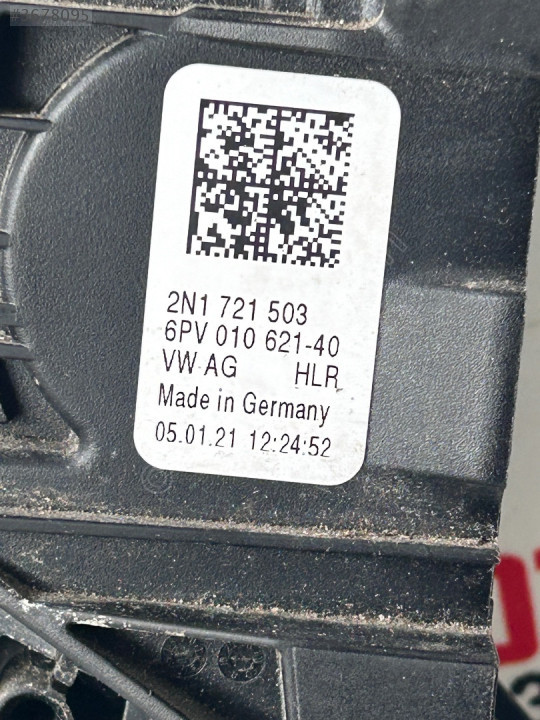 2N1 721 503
6PV 010 621-40
VW AG HLR
Made in Germany
05.01.21 12:24:52